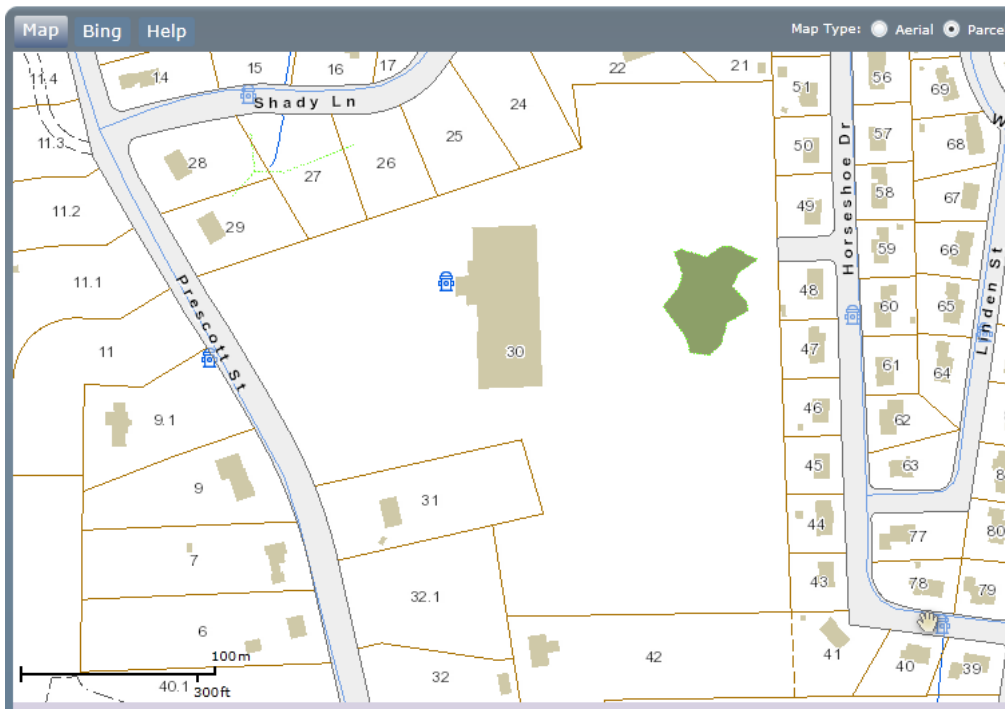 Map Bing Help Map Type: Aerial Parce
11.4 14 15 16 17 22 21 51 56 69
Shady Ln 24
11.3 50 57 68 W
28 27 26 25
11.2 29 49 58 67
Horseshoe Dr 59 66
11.1 Prescott St 48 60 65 Linden St
11 30 47 61 64
9.1 46 62
9 31 45 63 8
44 77 80
7 32.1 43 78 79
6 42 41 40 39
100m
300ft
40.1 32